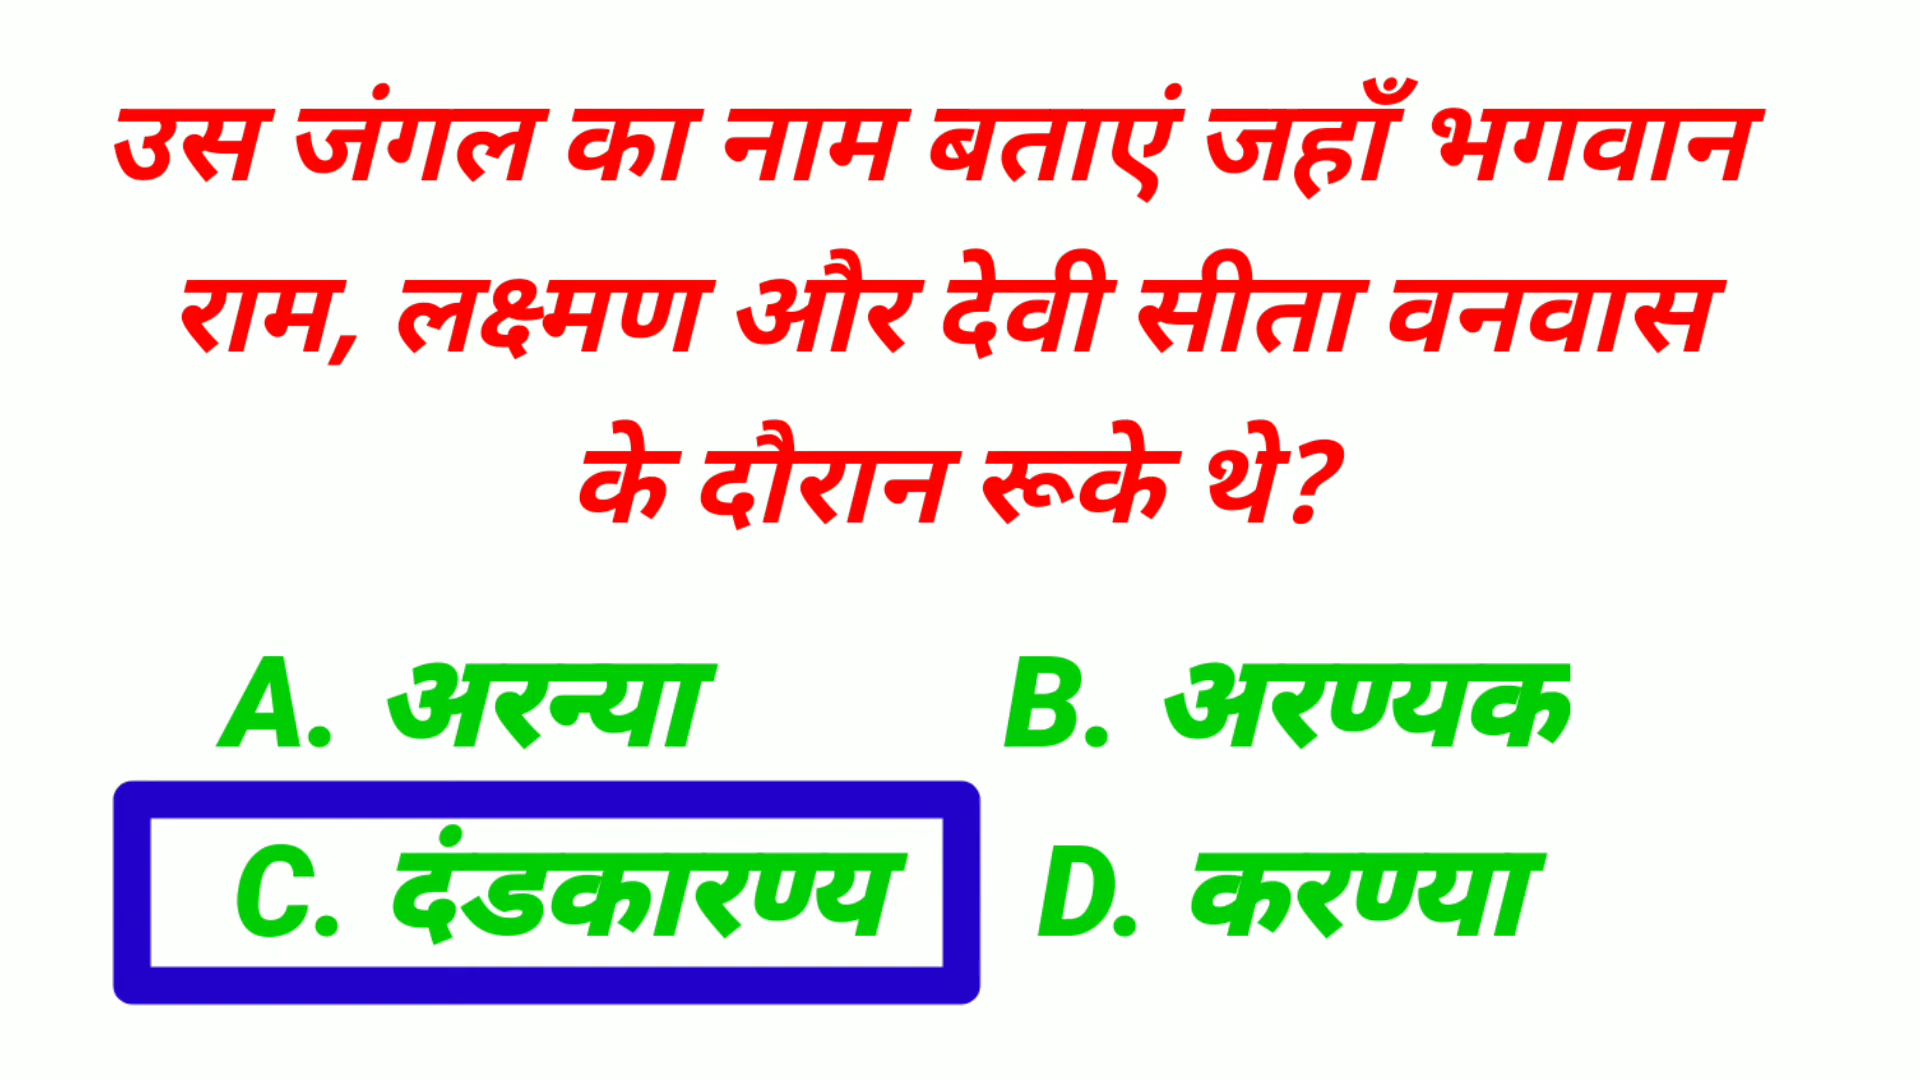 उस जंगल का नाम बताएं जहाँ भगवान
राम, लक्ष्मण और देवी सीता वनवास
के दौरान रूके थे?
A. अरन्या B. अरण्यक
C. दंडकारण्य D. करण्या